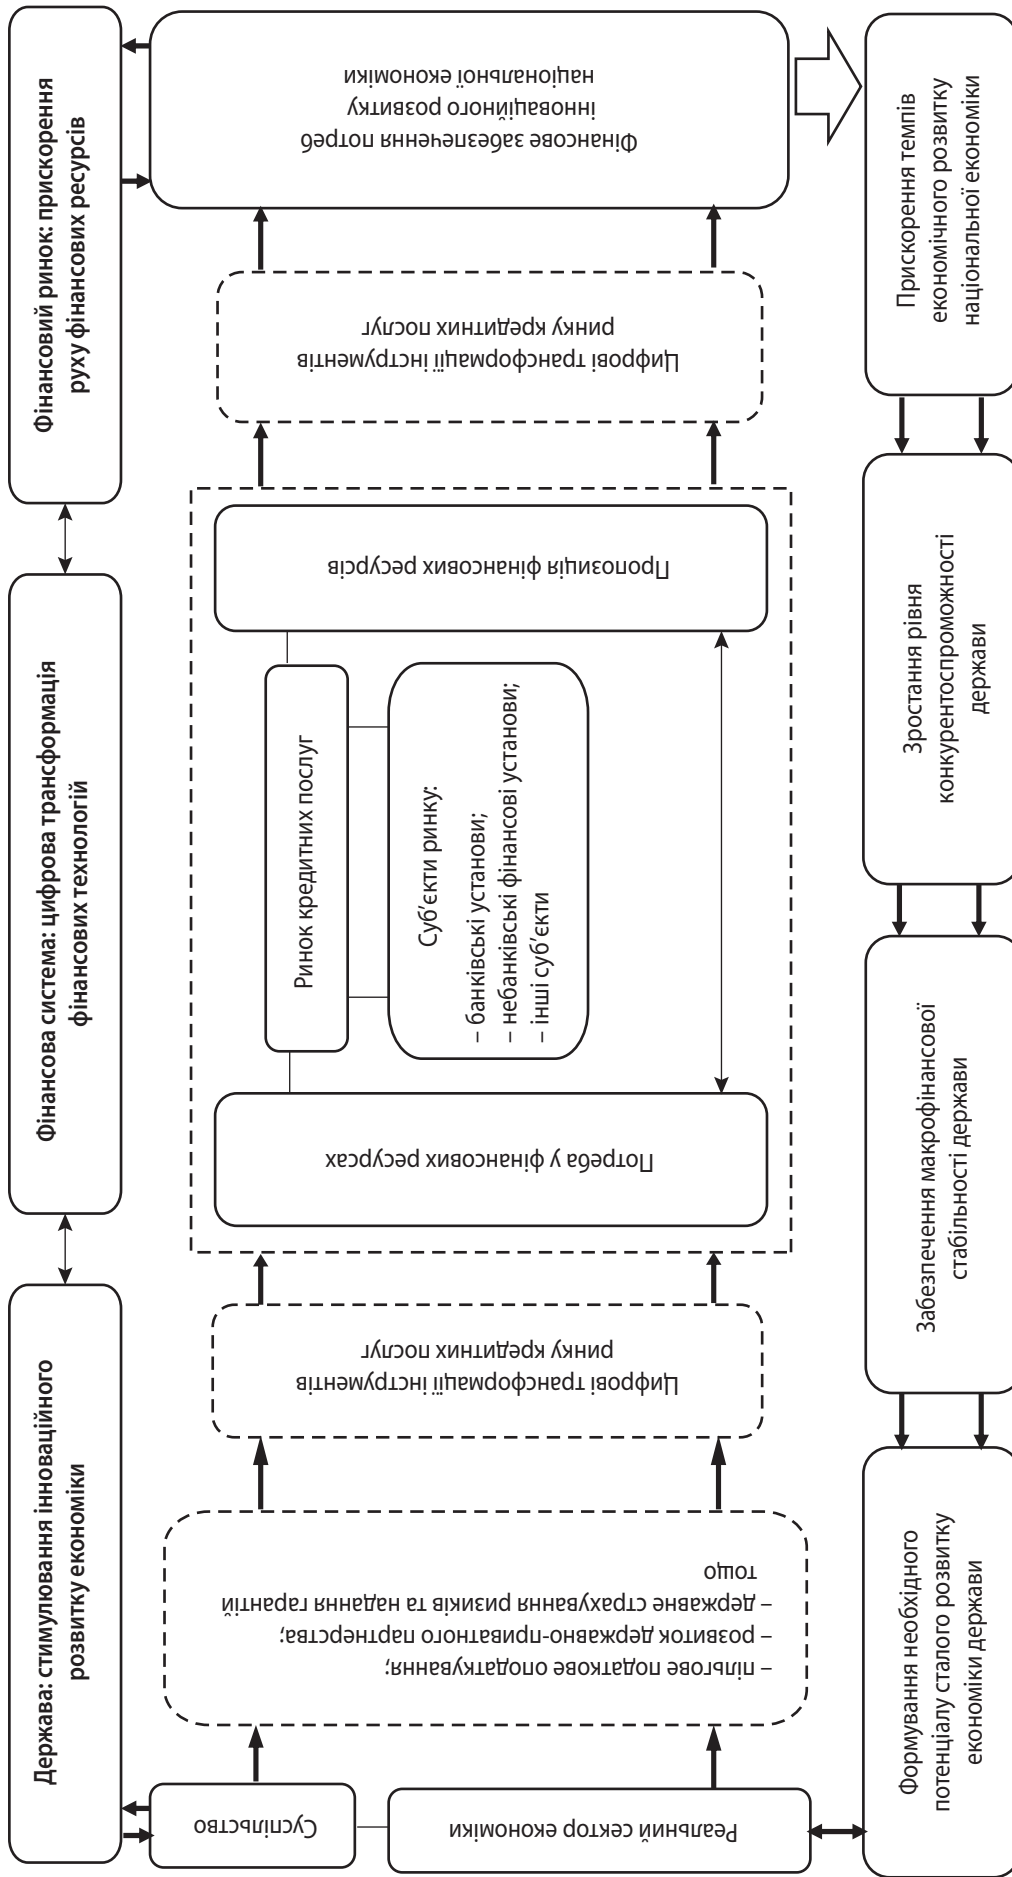 Держава: стимулювання інноваційного
розвитку економіки
Фінансова система: цифрова трансформація
фінансових технологій
Фінансовий ринок: прискорення
руху фінансових ресурсів
Суспільство
Реальний сектор економіки
– пільгове податкове оподаткування;
– розвиток державно-приватного партнерства;
– державне страхування ризиків та надання гарантій
тощо
Цифрові трансформації інструментів
ринку кредитних послуг
Потреба у фінансових ресурсах
Ринок кредитних послуг
Суб’єкти ринку:
– банківські установи;
– небанківські фінансові установи;
– інші суб’єкти
Пропозиція фінансових ресурсів
Цифрові трансформації інструментів
ринку кредитних послуг
Фінансове забезпечення потреб
інноваційного розвитку
національної економіки
Формування необхідного
потенціалу сталого розвитку
економіки держави
Забезпечення макрофінансової
стабільності держави
Зростання рівня
конкурентоспроможності
держави
Прискорення темпів
економічного розвитку
національної економіки